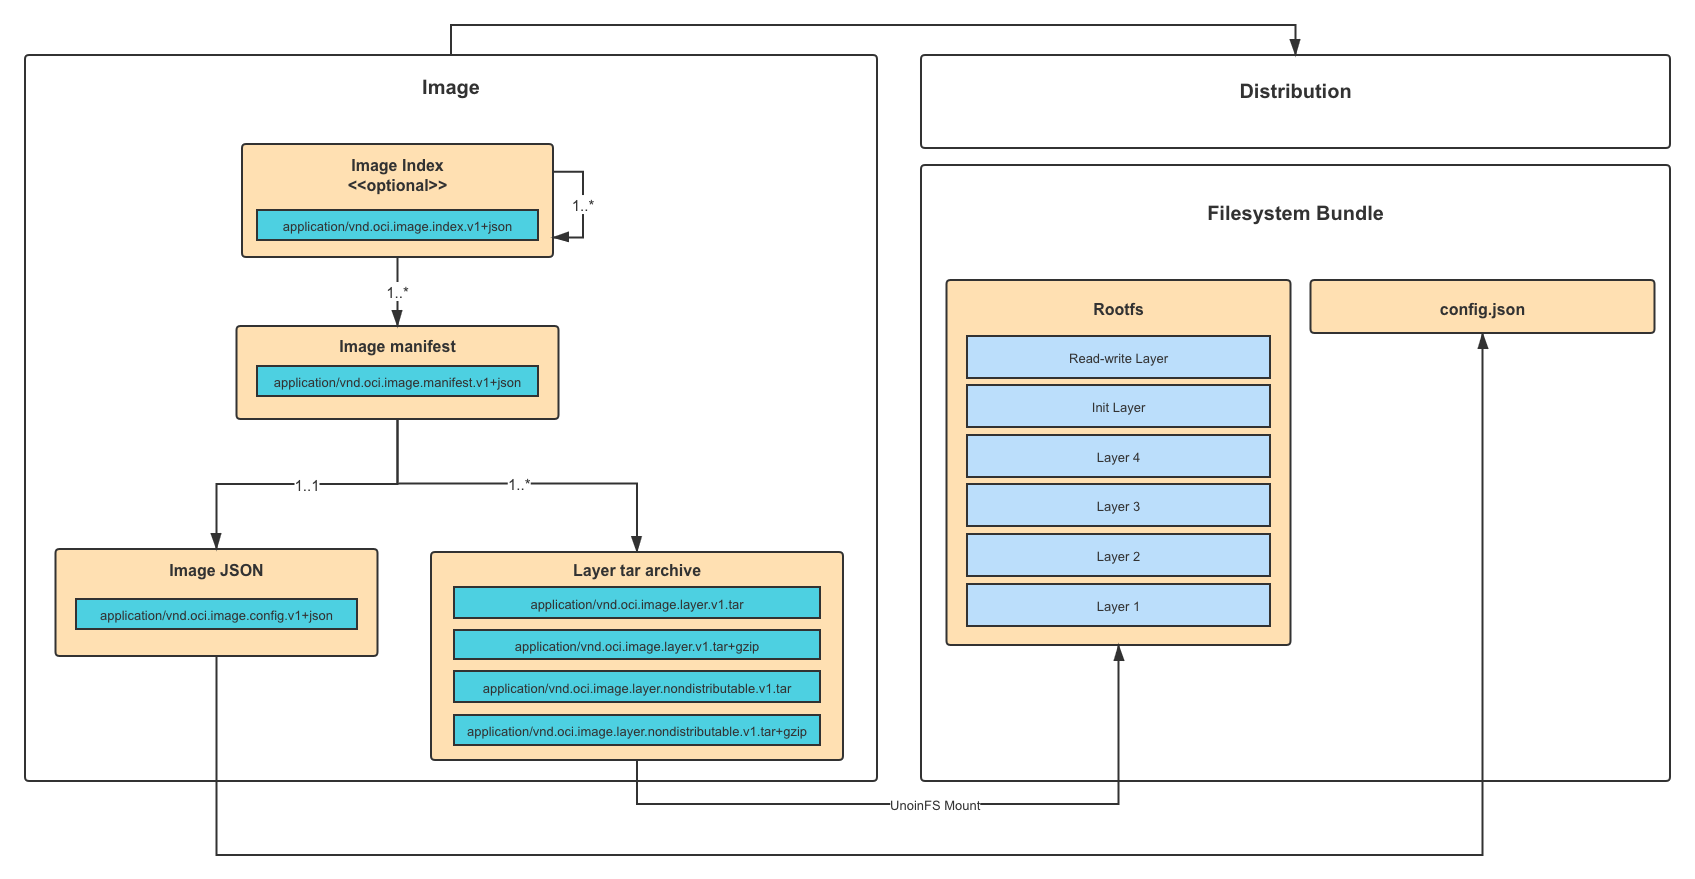 Image
Image Index
<<optional>>
application/vnd.oci.image.index.v1+json
1..*
1..*
Image manifest
application/vnd.oci.image.manifest.v1+json
1..1
1..*
Image JSON
application/vnd.oci.image.config.v1+json
Layer tar archive
application/vnd.oci.image.layer.v1.tar
application/vnd.oci.image.layer.v1.tar+gzip
application/vnd.oci.image.layer.nondistributable.v1.tar
application/vnd.oci.image.layer.nondistributable.v1.tar+gzip
Distribution
Filesystem Bundle
Rootfs
Read-write Layer
Init Layer
Layer 4
Layer 3
Layer 2
Layer 1
config.json
UnoinFS Mount